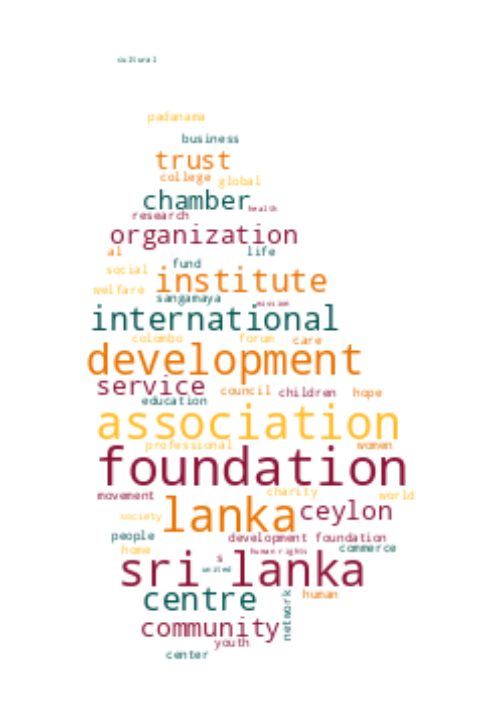 cultural
padanama
business
trust
college global
chamber health
research
organization
al life
social fund
institute
welfare sangamaya mission
international
colombo forum care
development
service council children hope
education
association
professional women
foundation
movement charity world
lanka ceylon
society
people development foundation
home human rights commerce
s
sri lanka
united
centre human
network
community
youth
center